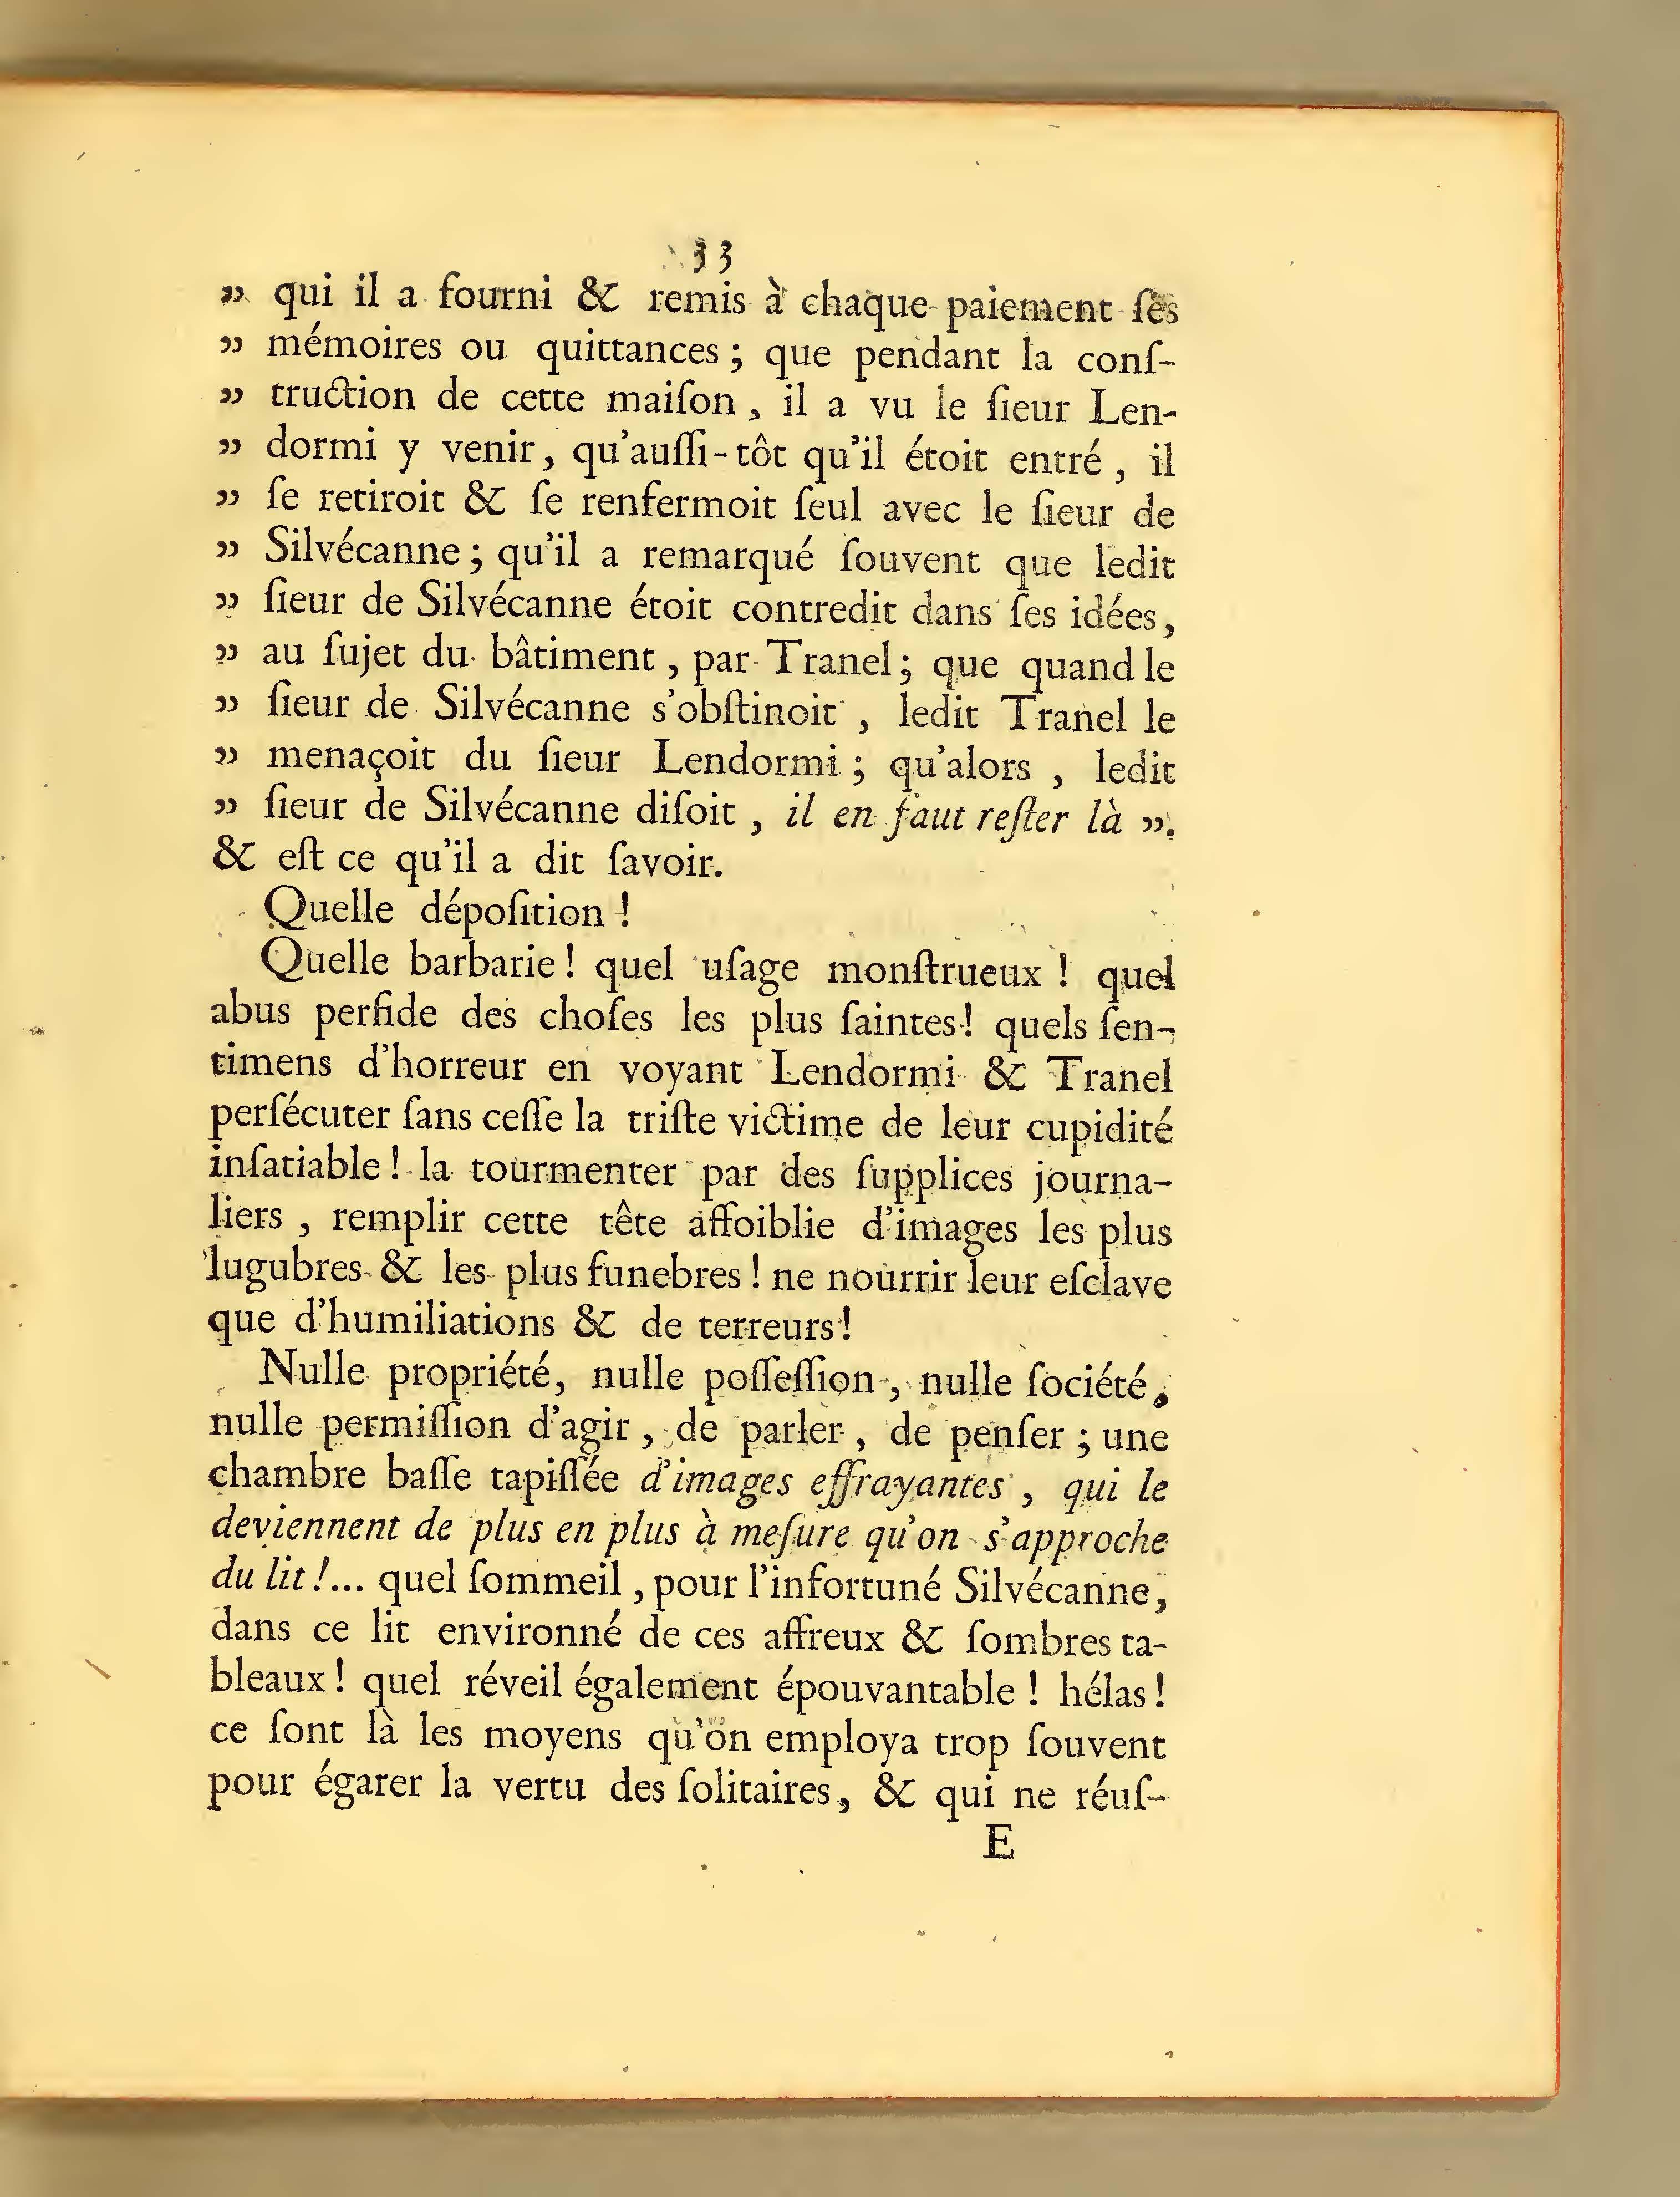 33
» qui il a fourni & remis à chaque paiement ſes
» mémoires ou quittances ; que pendant la conſ-
» truction de cette maiſon , il a vu le ſieur Len-
» dormi y venir, qu'auſſi-tôt qu'il étoit entré , il
» ſe retiroit & ſe renfermoit ſeul avec le ſieur de
» Silvécanne ; qu'il a remarqué ſouvent que ledit
» ſieur de Silvécanne étoit contredit dans ſes idées,
» au ſujet du bâtiment , par Tranel ; que quand le
» ſieur de Silvécanne s'obſtinoit , ledit Tranel le
» menaçoit du ſieur Lendormi ; qu'alors , ledit
» ſieur de Silvécanne diſoit , il en faut reſter là ».
& eſt ce qu'il a dit ſavoir.
Quelle dépoſition !
Quelle barbarie ! quel uſage monſtrueux ! quel
abus perfide des choſes les plus ſaintes ! quels ſen-
timens d'horreur en voyant Lendormi & Tranel
perſécuter ſans ceſſe la triſte victime de leur cupidité
inſatiable ! la tourmenter par des ſupplices journa-
liers , remplir cette tête affoiblie d'images les plus
lugubres & les plus funebres ! ne nourrir leur eſclave
que d'humiliations & de terreurs !
Nulle propriété, nulle poſſeſſion , nulle ſociété,
nulle permiſſion d'agir , de parler , de penſer ; une
chambre baſſe tapiſſée d'images effrayantes , qui le
deviennent de plus en plus à meſure qu'on s'approche
du lit !... quel ſommeil , pour l'infortuné Silvécanne,
dans ce lit environné de ces affreux & ſombres ta-
bleaux ! quel réveil également épouvantable ! hélas !
ce ſont là les moyens qu'on employa trop ſouvent
pour égarer la vertu des ſolitaires, & qui ne réuſ-
E